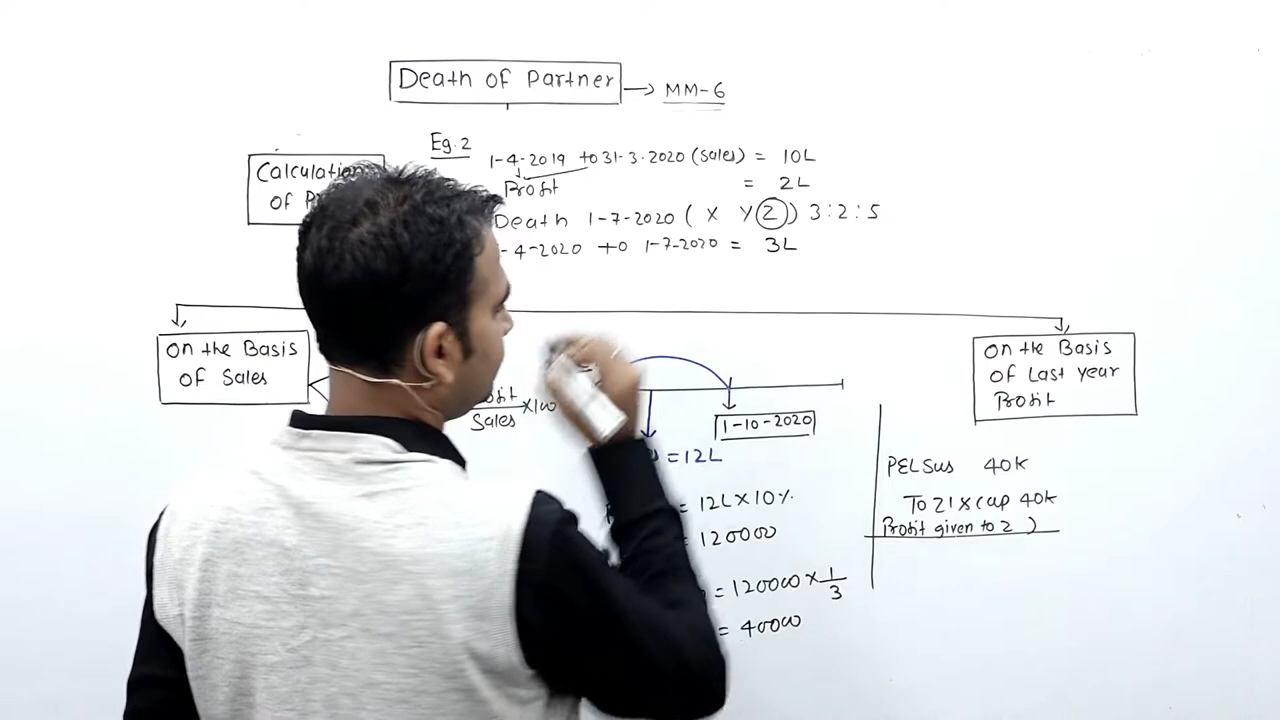 Death of Partner → MM-6
Calculation
of
Eg.2
1-4-2019 to 31-3-2020 (Sales) = 10L
Profit = 2L
Death 1-7-2020 ( X Y Z ) 3:2:5
-4-2020 to 1-7-2020 = 3L
On the Basis
of Sales
On the Basis
of Last year
Profit
Sales ×100
1-10-2020
= 12L
= 12L × 10%
= 120000
= 120000 × 1/3
= 40000
PELSus 40k
To Z's cap 40k
Profit given to Z )